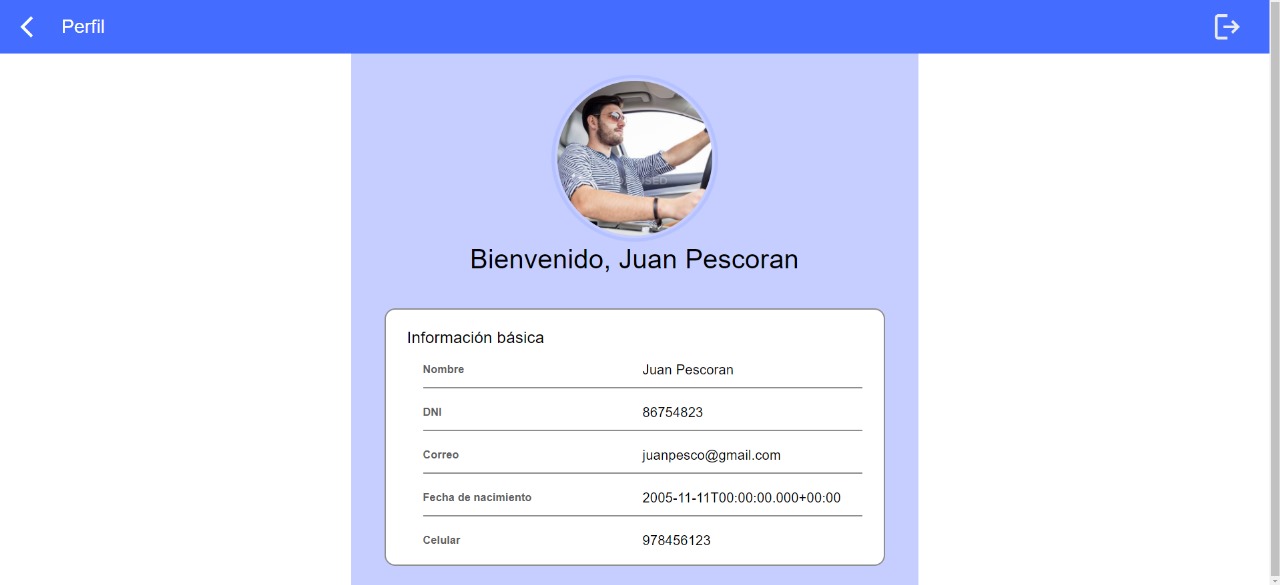 Perfil
Bienvenido, Juan Pescoran
Información básica
Nombre Juan Pescoran
DNI 86754823
Correo juanpesco@gmail.com
Fecha de nacimiento 2005-11-11T00:00:00.000+00:00
Celular 978456123